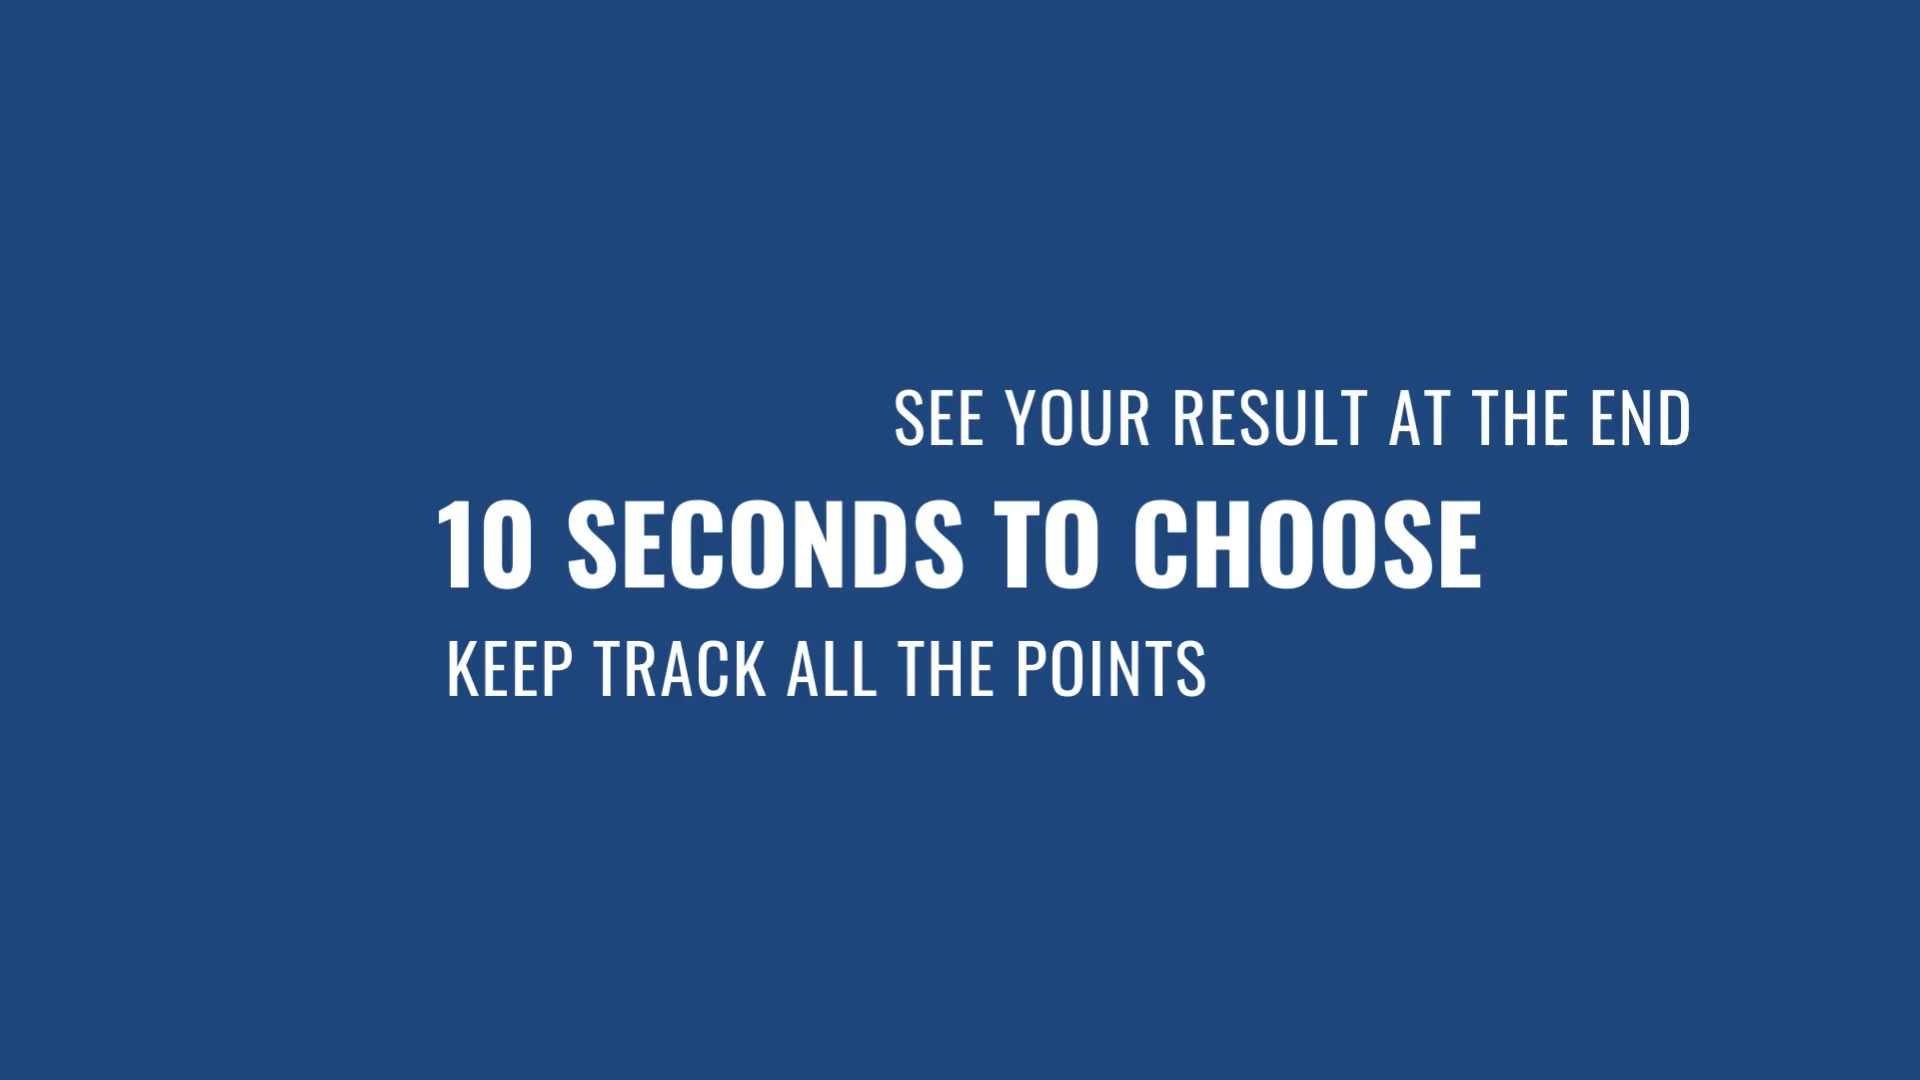 SEE YOUR RESULT AT THE END
10 SECONDS TO CHOOSE
KEEP TRACK ALL THE POINTS